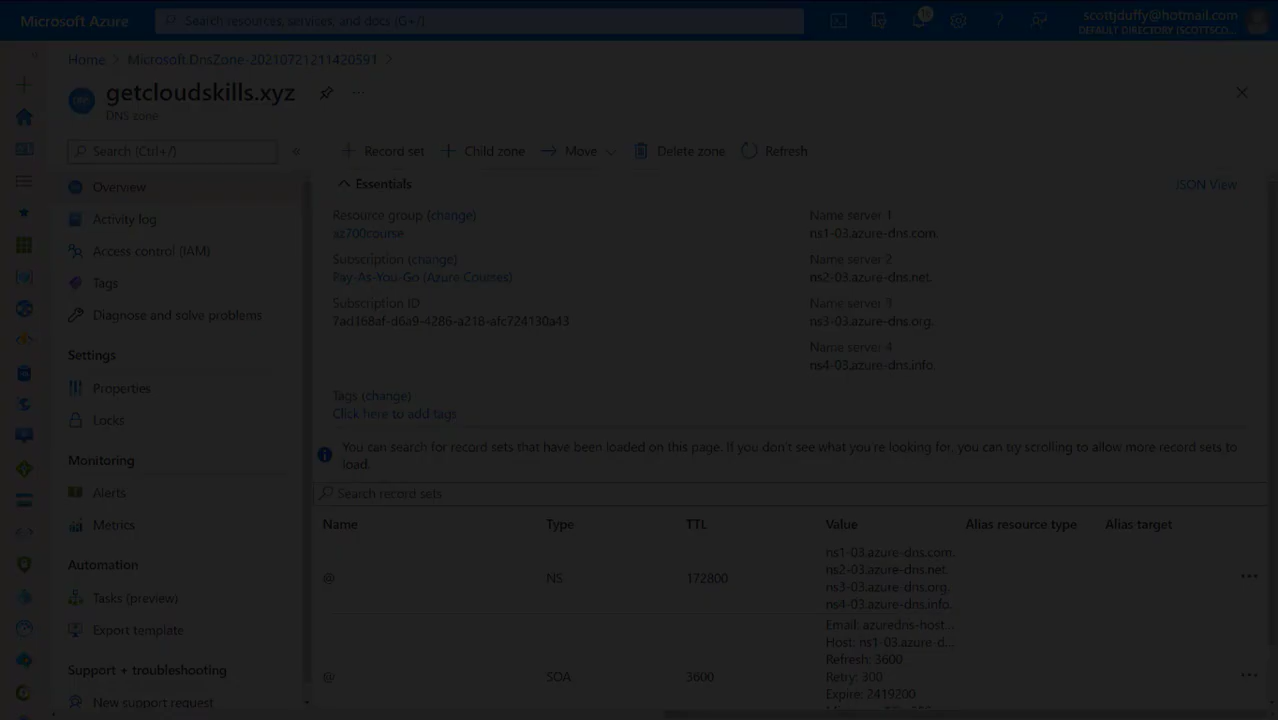 Microsoft Azure
Search resources, services, and docs (G+/)
scottjduffy@hotmail.com
DEFAULT DIRECTORY (SCOTTSCO...
Home > Microsoft.DnsZone-20210721211420591 >
getcloudskills.xyz
DNS zone
Search (Ctrl+/)
Record set
Child zone
Move
Delete zone
Refresh
Overview
Activity log
Access control (IAM)
Tags
Diagnose and solve problems
Settings
Properties
Locks
Monitoring
Alerts
Metrics
Automation
Tasks (preview)
Export template
Support + troubleshooting
New support request
Essentials
JSON View
Resource group (change)
xz700course
Subscription (change)
Pay-As-You-Go (Azure Courses)
Subscription ID
7ad168af-d6a9-4286-a218-afc724130a43
Name server 1
ns1-03.azure-dns.com.
Name server 2
ns2-03.azure-dns.net.
Name server 3
ns3-03.azure-dns.org.
Name server 4
ns4-03.azure-dns.info.
Tags (change)
Click here to add tags
You can search for record sets that have been loaded on this page. If you don't see what you're looking for, you can try scrolling to allow more record sets to
load.
Search record sets
Name Type TTL Value Alias resource type Alias target
@ NS 172800
ns1-03.azure-dns.com.
ns2-03.azure-dns.net.
ns3-03.azure-dns.org.
ns4-03.azure-dns.info.
@ SOA 3600
Email: azuredns-host...
Host: ns1-03.azure-d...
Refresh: 3600
Retry: 300
Expire: 2419200